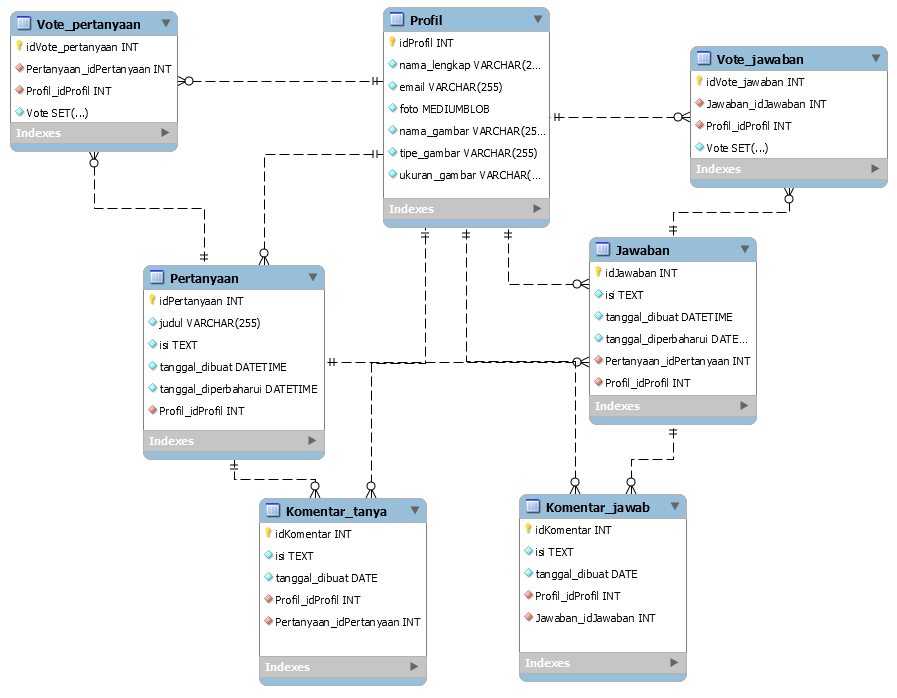 Vote_pertanyaan
idVote_pertanyaan INT
Pertanyaan_idPertanyaan INT
Profil_idProfil INT
Vote SET(...)
Indexes
Profil
idProfil INT
nama_lengkap VARCHAR(2...
email VARCHAR(255)
foto MEDIUMBLOB
nama_gambar VARCHAR(25...
tipe_gambar VARCHAR(255)
ukuran_gambar VARCHAR(...
Indexes
Vote_jawaban
idVote_jawaban INT
Jawaban_idJawaban INT
Profil_idProfil INT
Vote SET(...)
Indexes
Pertanyaan
idPertanyaan INT
judul VARCHAR(255)
isi TEXT
tanggal_dibuat DATETIME
tanggal_diperbaharui DATETIME
Profil_idProfil INT
Indexes
Jawaban
idJawaban INT
isi TEXT
tanggal_dibuat DATETIME
tanggal_diperbaharui DATE...
Pertanyaan_idPertanyaan INT
Profil_idProfil INT
Indexes
Komentar_tanya
idKomentar INT
isi TEXT
tanggal_dibuat DATE
Profil_idProfil INT
Pertanyaan_idPertanyaan INT
Indexes
Komentar_jawab
idKomentar INT
isi TEXT
tanggal_dibuat DATE
Profil_idProfil INT
Jawaban_idJawaban INT
Indexes